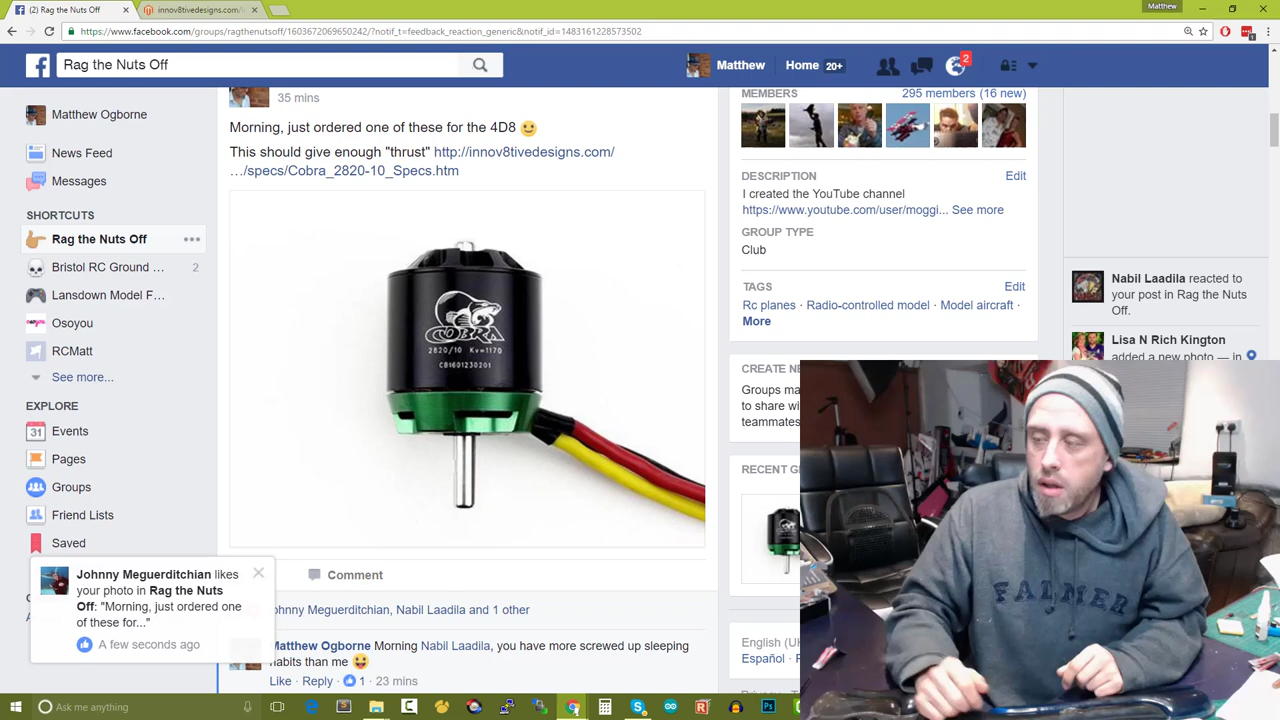 (2) Rag the Nuts Off
innov8tivedesigns.com/
Matthew
https://www.facebook.com/groups/ragthenutsoff/1603672069650242/?notif_t=feedback_reaction_generic&notif_id=1483161228573502
Rag the Nuts Off
Matthew
Home 20+
2
Matthew Ogborne
News Feed
Messages
SHORTCUTS
Rag the Nuts Off
Bristol RC Ground ...
2
Lansdown Model F...
Osoyou
RCMatt
See more...
EXPLORE
31 Events
Pages
Groups
Friend Lists
Saved
Johnny Meguerditchian likes
your photo in Rag the Nuts
Off: "Morning, just ordered one
of these for..."
A few seconds ago
35 mins
Morning, just ordered one of these for the 4D8
This should give enough "thrust" http://innov8tivedesigns.com/
…/specs/Cobra_2820-10_Specs.htm
COBRA
2820/10 Kv=1170
CB1601230201
Comment
Johnny Meguerditchian, Nabil Laadila and 1 other
Matthew Ogborne Morning Nabil Laadila, you have more screwed up sleeping
habits than me
Like · Reply · 1 · 23 mins
MEMBERS
295 members (16 new)
DESCRIPTION
Edit
I created the YouTube channel
https://www.youtube.com/user/moggi... See more
GROUP TYPE
Club
TAGS
Edit
Rc planes · Radio-controlled model · Model aircraft ·
More
CREATE NE
Groups ma
to share wi
teammates
RECENT G
English (U
Español · 
Nabil Laadila reacted to
your post in Rag the Nuts
Off.
Lisa N Rich Kington
added a new photo — in
FALMER
Ask me anything